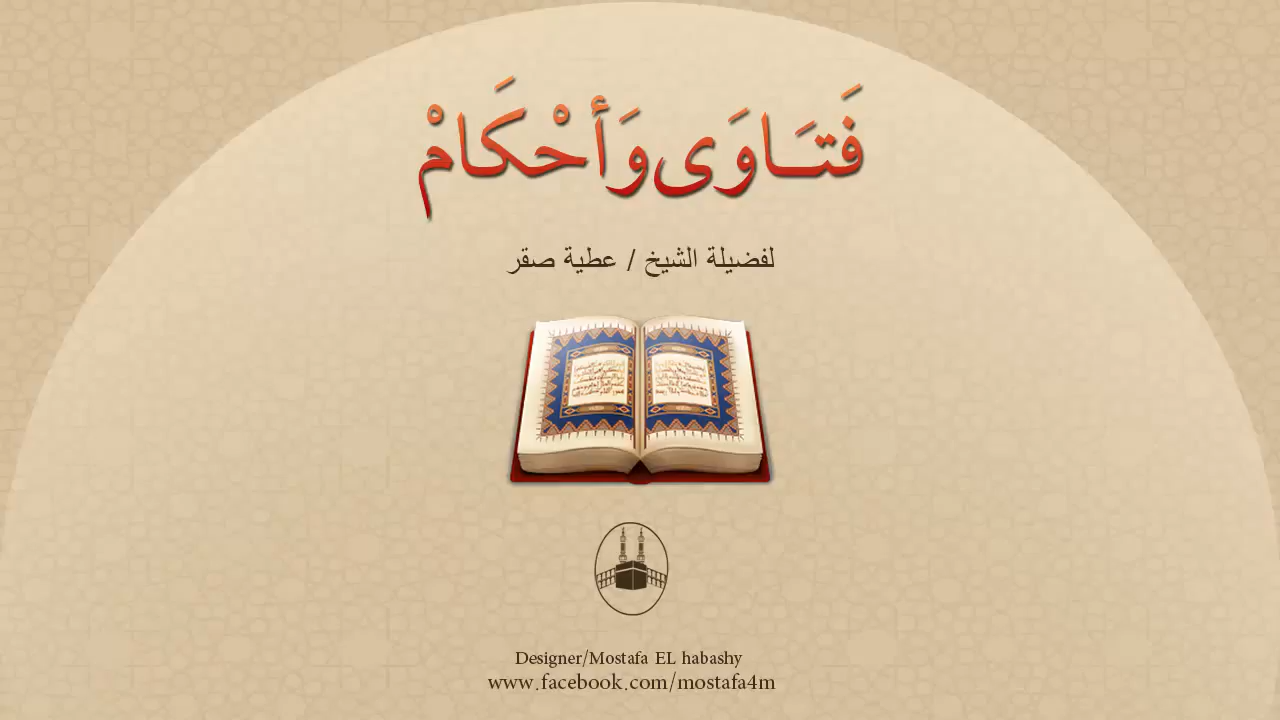 فَتَاوَى وَأَحْكَامْ
لفضيلة الشيخ / عطية صقر
Designer/Mostafa EL habashy
www.facebook.com/mostafa4m